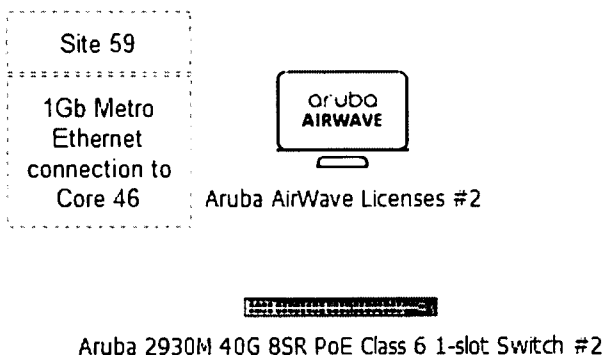 Site 59
1Gb Metro
Ethernet
connection to
Core 46
aruba
AIRWAVE
Aruba AirWave Licenses #2
Aruba 2930M 40G 8SR PoE Class 6 1-slot Switch #2